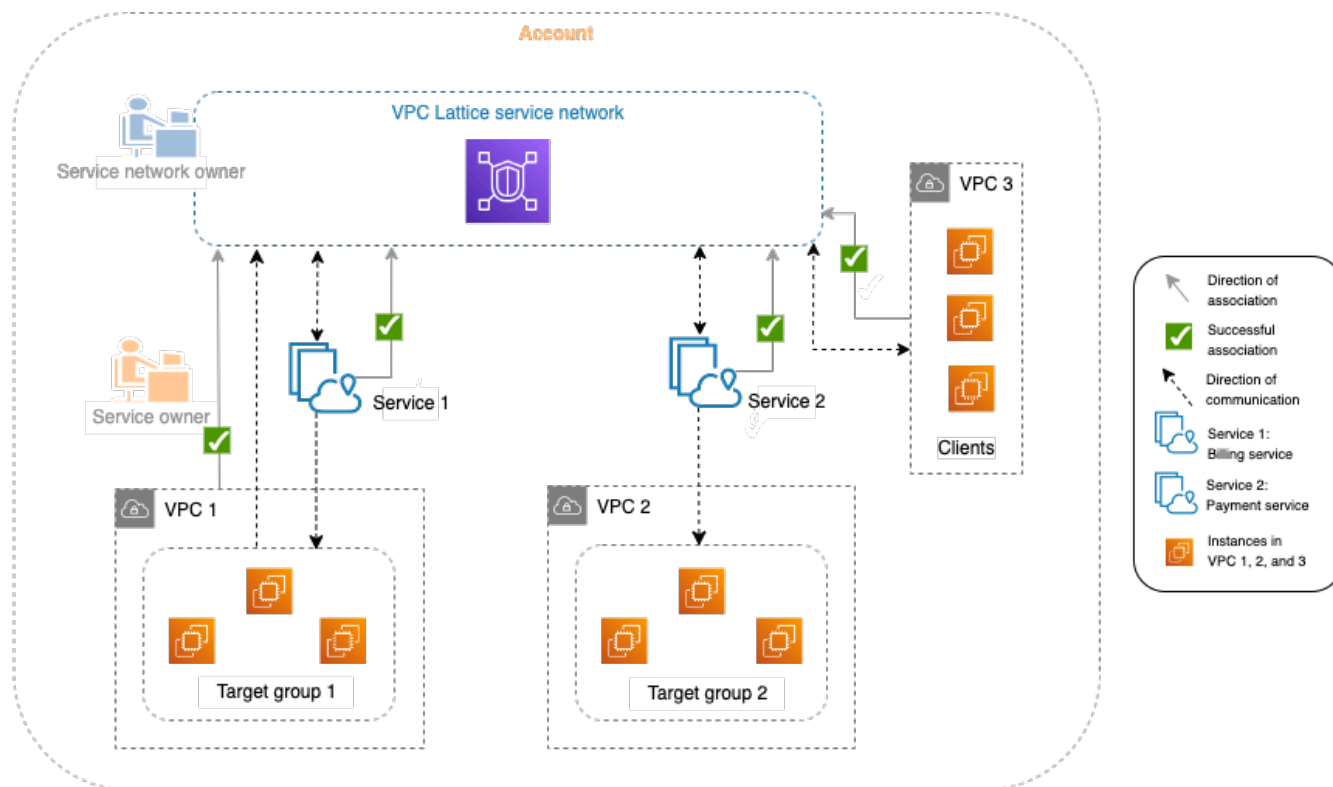 Account
VPC Lattice service network
Service network owner
VPC 3
Clients
Service owner
Service 1
Service 2
VPC 1
Target group 1
VPC 2
Target group 2
Direction of
association
Successful
association
Direction of
communication
Service 1:
Billing service
Service 2:
Payment service
Instances in
VPC 1, 2, and 3